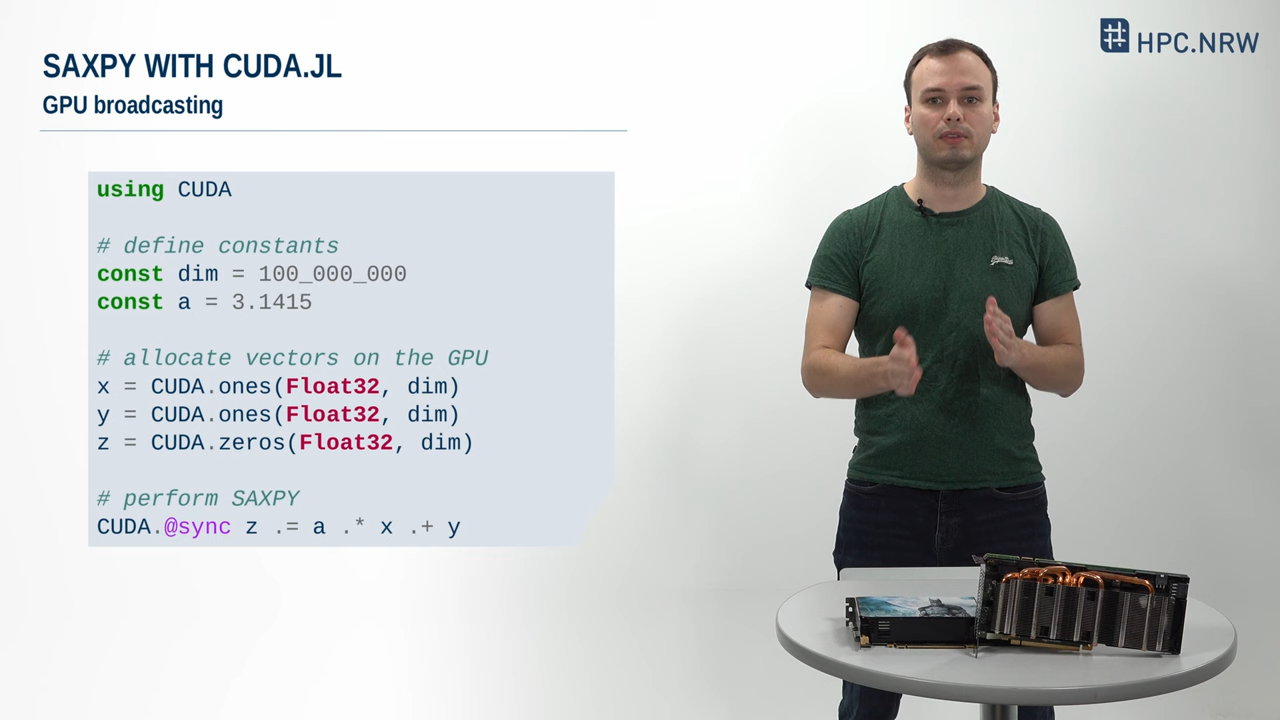 SAXPY WITH CUDA.JL
GPU broadcasting
using CUDA
# define constants
const dim = 100_000_000
const a = 3.1415
# allocate vectors on the GPU
x = CUDA.ones(Float32, dim)
y = CUDA.ones(Float32, dim)
z = CUDA.zeros(Float32, dim)
# perform SAXPY
CUDA.@sync z .= a .* x .+ y
HPC.NRW